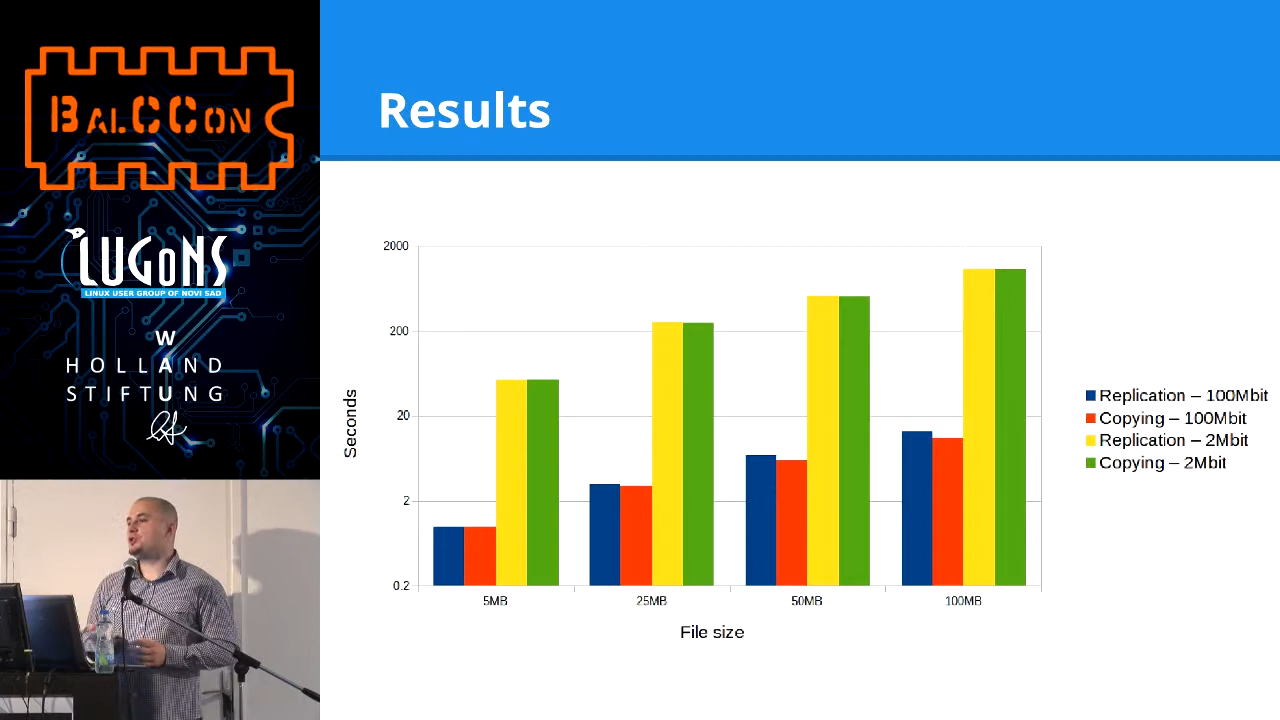 BALCCON
LUGoNS
LINUX USER GROUP OF NOVI SAD
W
HOLLAND
STIFTUNG
Results
2000
200
20
2
0.2
Seconds
5MB
25MB
50MB
100MB
File size
Replication – 100Mbit
Copying – 100Mbit
Replication – 2Mbit
Copying – 2Mbit